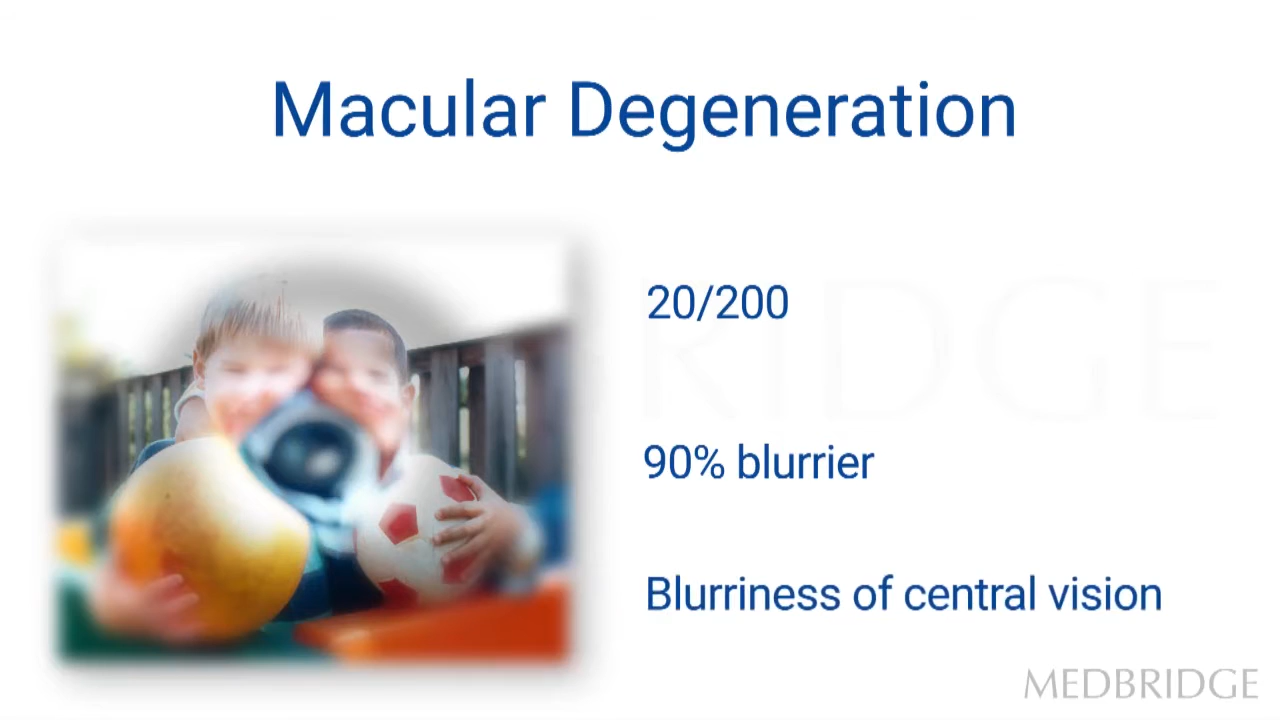 Macular Degeneration
20/200
90% blurrier
Blurriness of central vision
MEDBRIDGE